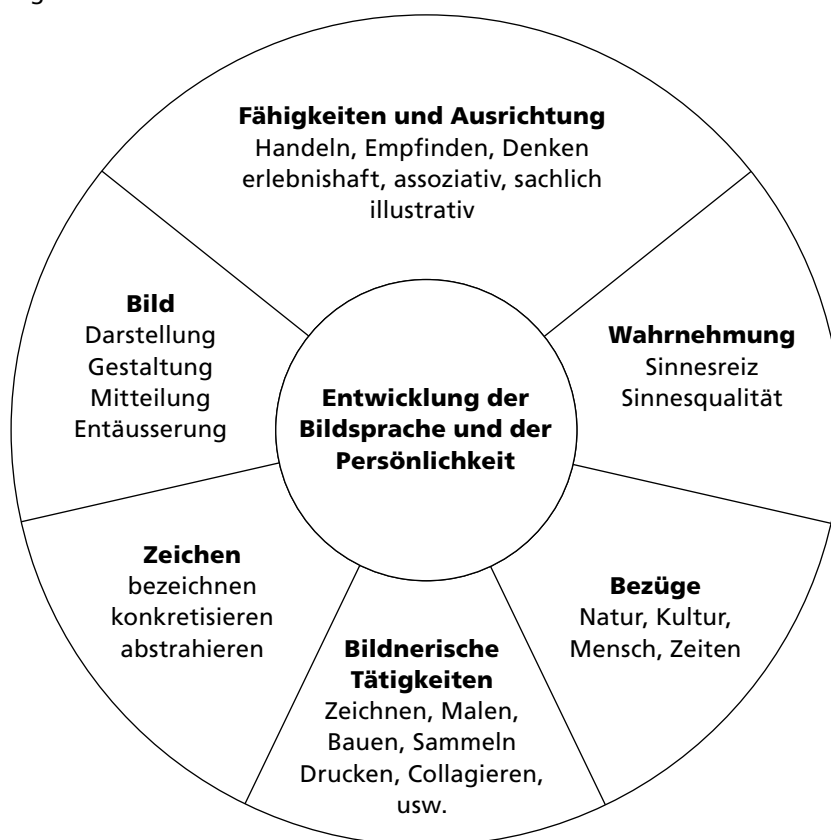 Fähigkeiten und Ausrichtung
Handeln, Empfinden, Denken
erlebnishaft, assoziativ, sachlich
illustrativ
Bild
Darstellung
Gestaltung
Mitteilung
Entäusserung
Entwicklung der
Bildsprache und der
Persönlichkeit
Wahrnehmung
Sinnesreiz
Sinnesqualität
Zeichen
bezeichnen
konkretisieren
abstrahieren
Bildnerische
Tätigkeiten
Zeichnen, Malen,
Bauen, Sammeln
Drucken, Collagieren,
usw.
Bezüge
Natur, Kultur,
Mensch, Zeiten